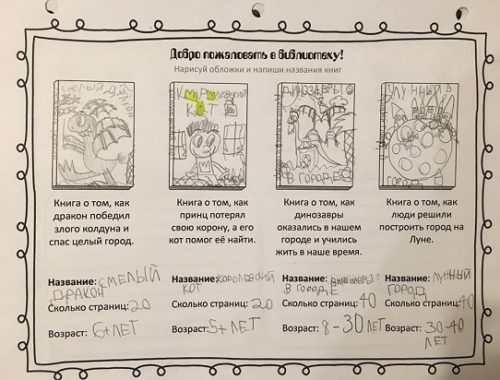 Добро пожаловать в библиотеку!
Нарисуй обложки и напиши названия книг
СМЕЛЫЙ ДРАКОН
КОТ
ДИНОЗАВРЫ
В ГОРОДЕ
ЛУННЫЙ
ГОРОД
Книга о том, как
дракон победил
злого колдуна и
спас целый город.
Книга о том, как
принц потерял
свою корону, а его
кот помог её найти.
Книга о том, как
динозавры
оказались в нашем
городе и учились
жить в наше время.
Книга о том, как
люди решили
построить город на
Луне.
Название: СМЕЛЫЙ
ДРАКОН
Сколько страниц: 20
Возраст: 6+ ЛЕТ
Название: КОРОЛЕВСКИЙ
КОТ
Сколько страниц: 20
Возраст: 5+ ЛЕТ
Название: ДИНОЗАВРЫ
В ГОРОДЕ
Сколько страниц: 40
Возраст: 8-30 ЛЕТ
Название: ЛУННЫЙ
ГОРОД
Сколько страниц: 40
Возраст: 30-40
ЛЕТ